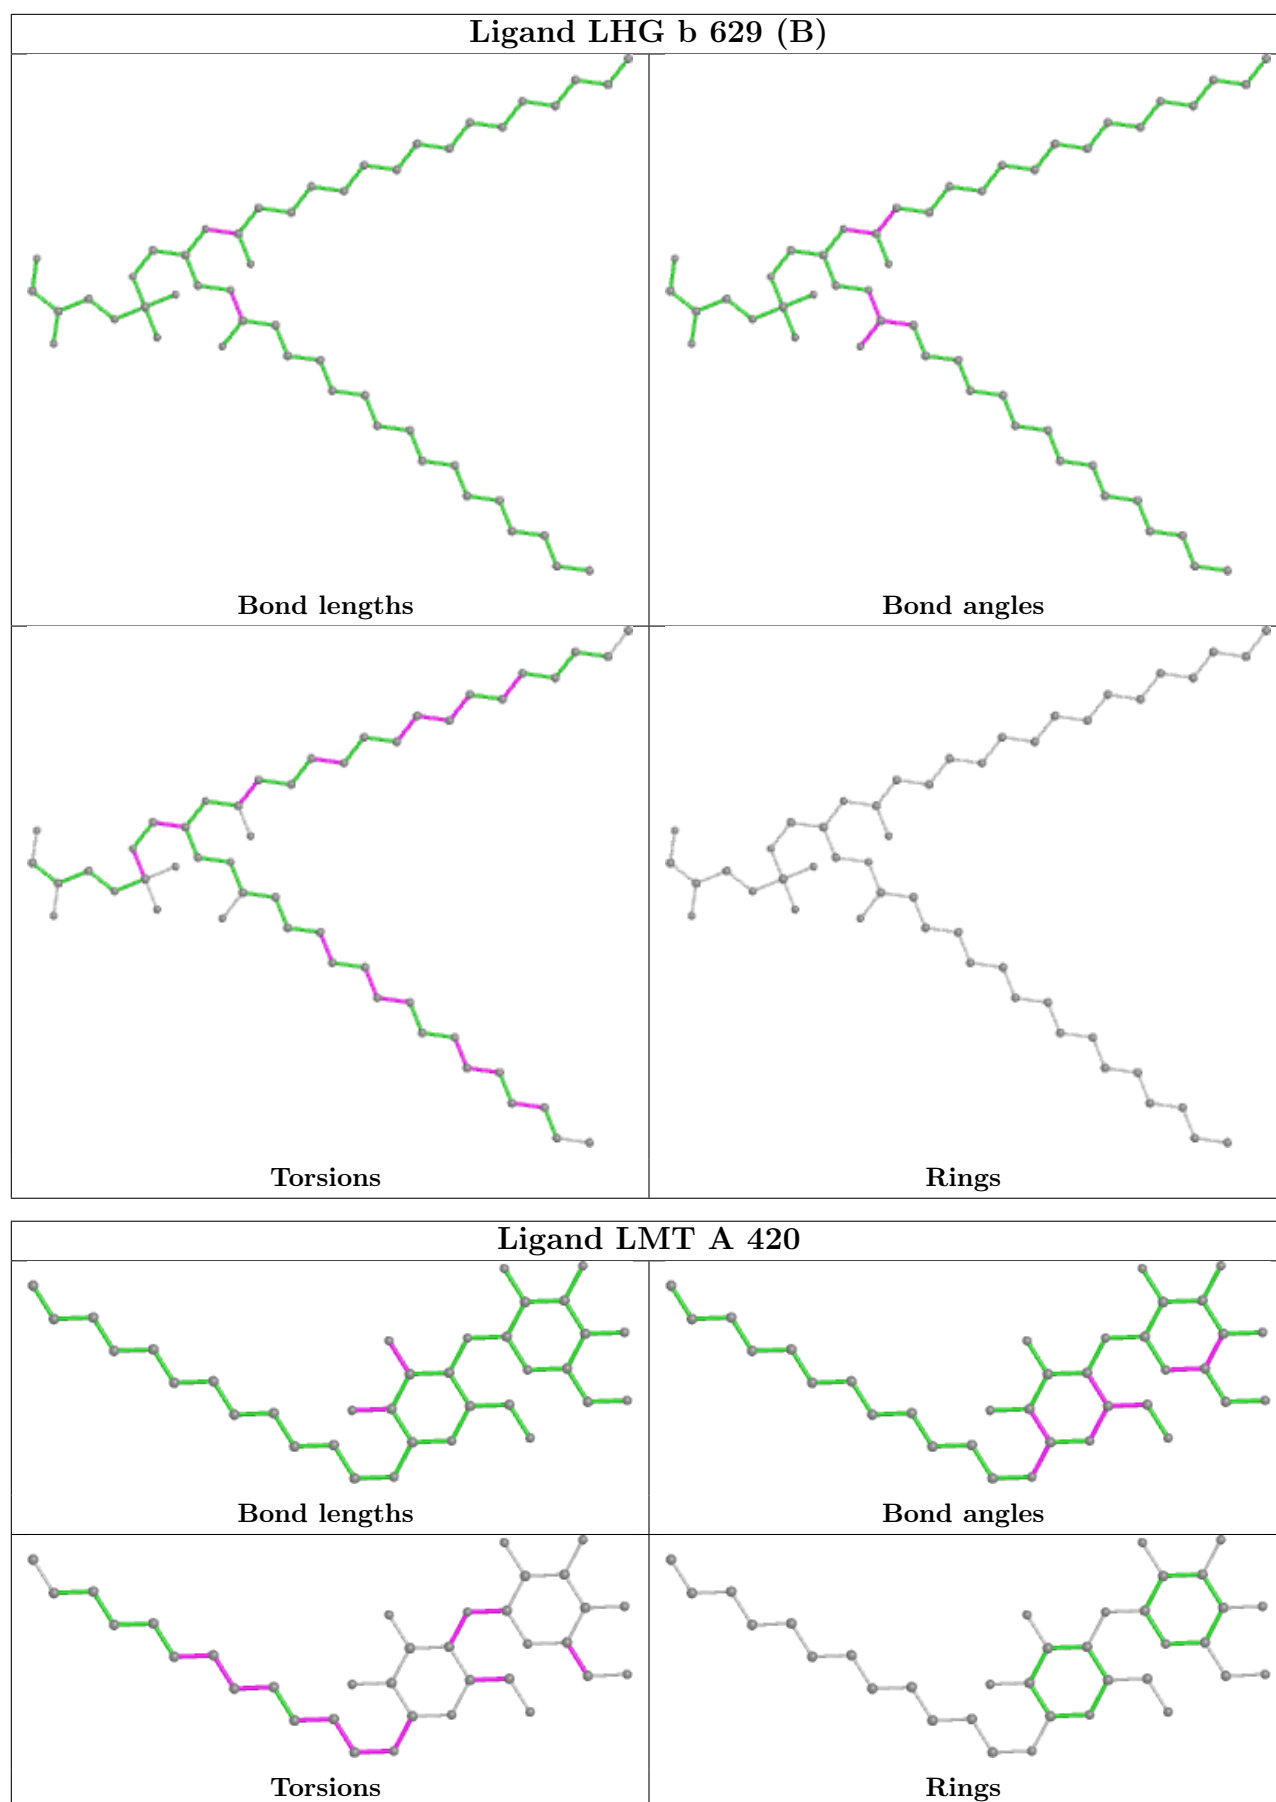 Ligand LHG b 629 (B)
Bond lengths
Bond angles
Torsions
Rings
Ligand LMT A 420
Bond lengths
Bond angles
Torsions
Rings